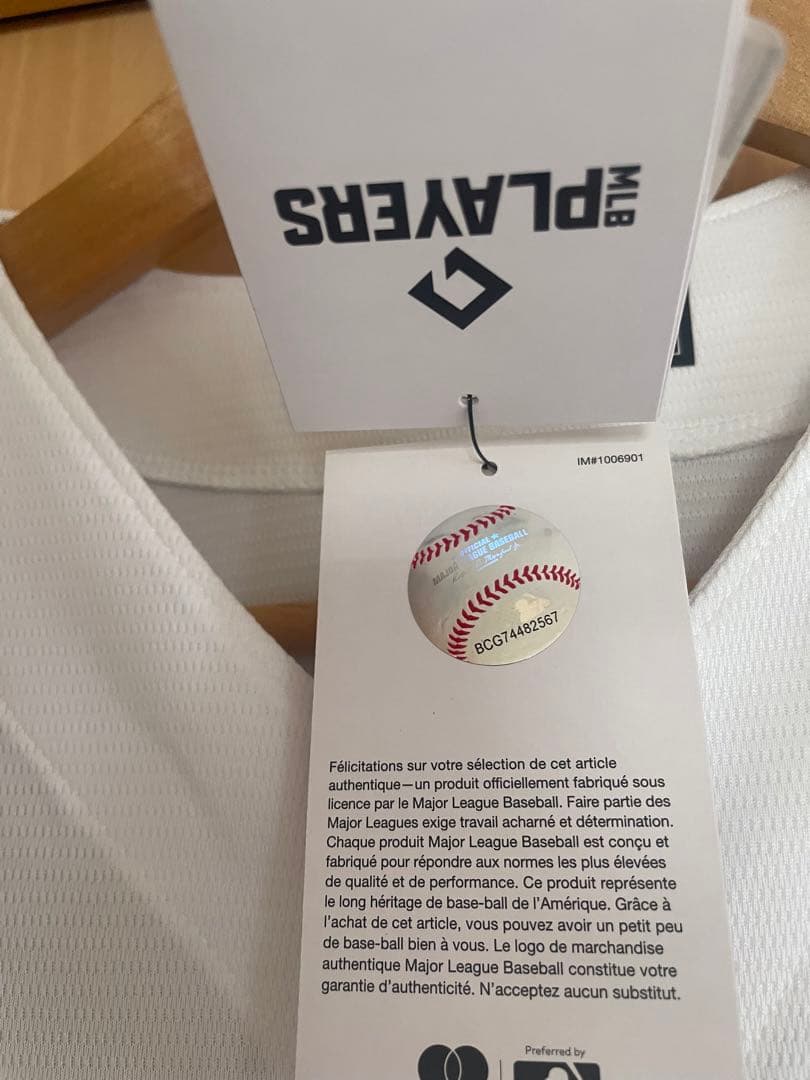 MLB
PLAYERS
IM#1006901
OFFICIAL
MAJOR LEAGUE BASEBALL
BCG74482567
Félicitations sur votre sélection de cet article
authentique—un produit officiellement fabriqué sous
licence par le Major League Baseball. Faire partie des
Major Leagues exige travail acharné et détermination.
Chaque produit Major League Baseball est conçu et
fabriqué pour répondre aux normes les plus élevées
de qualité et de performance. Ce produit représente
le long héritage de base-ball de l'Amérique. Grâce à
l'achat de cet article, vous pouvez avoir un petit peu
de base-ball bien à vous. Le logo de marchandise
authentique Major League Baseball constitue votre
garantie d'authenticité. N'acceptez aucun substitut.
Preferred by